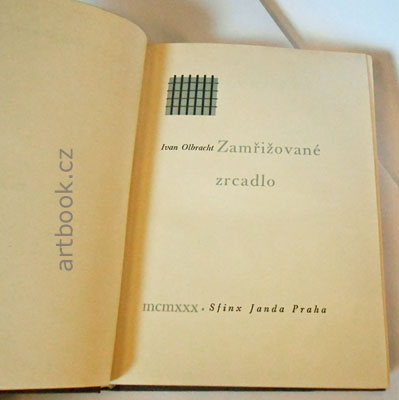 artbook.cz
Ivan Olbracht Zamřižované
zrcadlo
mcmxxx • Sfinx Janda Praha